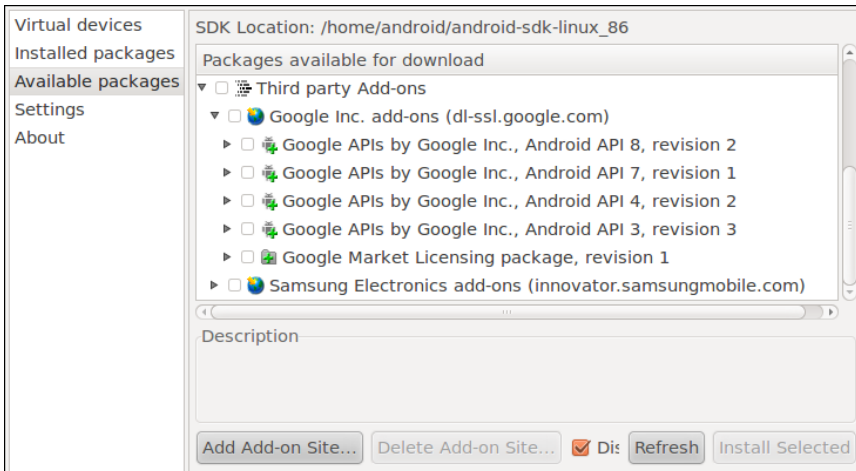 Virtual devices
Installed packages
Available packages
Settings
About
SDK Location: /home/android/android-sdk-linux_86
Packages available for download
Third party Add-ons
Google Inc. add-ons (dl-ssl.google.com)
Google APIs by Google Inc., Android API 8, revision 2
Google APIs by Google Inc., Android API 7, revision 1
Google APIs by Google Inc., Android API 4, revision 2
Google APIs by Google Inc., Android API 3, revision 3
Google Market Licensing package, revision 1
Samsung Electronics add-ons (innovator.samsungmobile.com)
Description
Add Add-on Site... Delete Add-on Site... Dis Refresh Install Selected